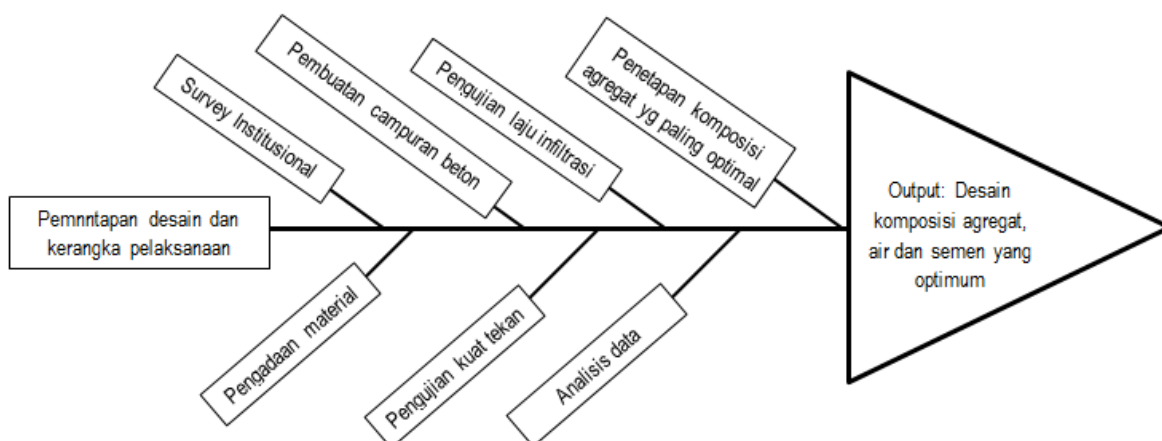 Pemnntapan desain dan
kerangka pelaksanaan
Survey Institusional
Pengadaan material
Pembuatan campuran beton
Pengujian kuat tekan
Pengujian laju infiltrasi
Analisis data
Penetapan komposisi
agregat yg paling optimal
Output: Desain
komposisi agregat,
air dan semen yang
optimum